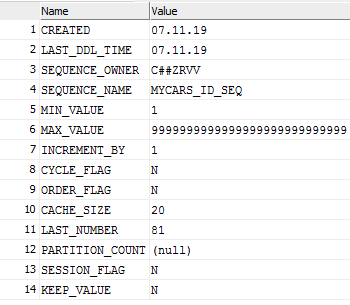 Name Value
1 CREATED 07.11.19
2 LAST_DDL_TIME 07.11.19
3 SEQUENCE_OWNER C##ZRVV
4 SEQUENCE_NAME MYCARS_ID_SEQ
5 MIN_VALUE 1
6 MAX_VALUE 9999999999999999999999999999
7 INCREMENT_BY 1
8 CYCLE_FLAG N
9 ORDER_FLAG N
10 CACHE_SIZE 20
11 LAST_NUMBER 81
12 PARTITION_COUNT (null)
13 SESSION_FLAG N
14 KEEP_VALUE N